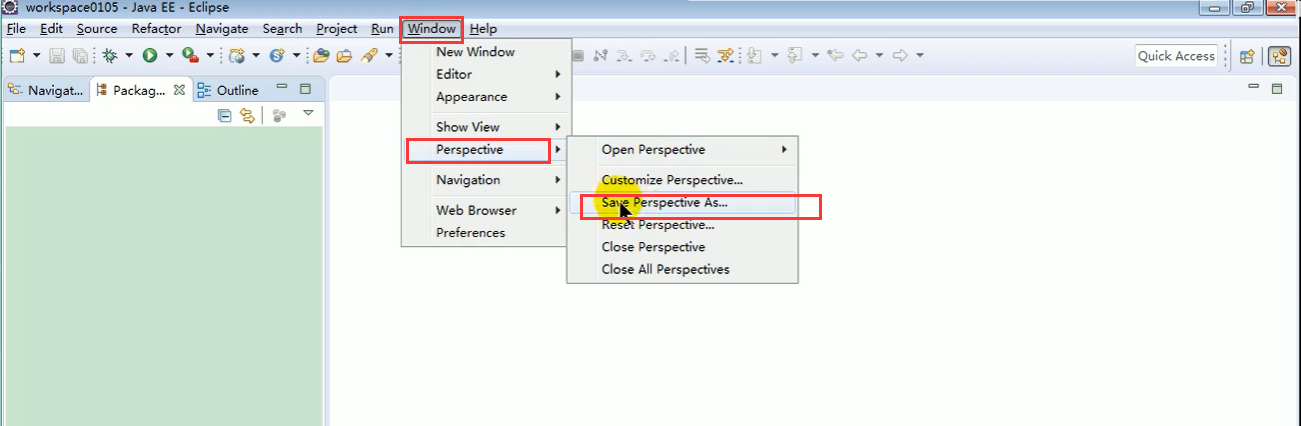 workspace0105 - Java EE - Eclipse
File Edit Source Refactor Navigate Search Project Run Window Help
Quick Access
Navigat... Packag... Outline
New Window
Editor
Appearance
Show View
Perspective
Navigation
Web Browser
Preferences
Open Perspective
Customize Perspective...
Save Perspective As...
Reset Perspective...
Close Perspective
Close All Perspectives